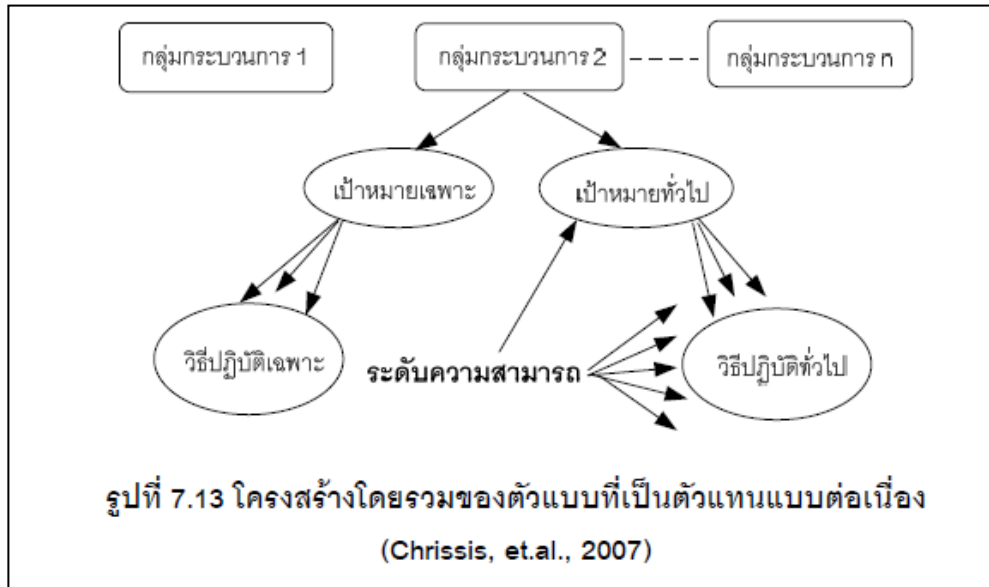 กลุ่มกระบวนการ 1 กลุ่มกระบวนการ 2 กลุ่มกระบวนการ n
เป้าหมายเฉพาะ เป้าหมายทั่วไป
วิธีปฏิบัติเฉพาะ ระดับความสามารถ วิธีปฏิบัติทั่วไป
รูปที่ 7.13 โครงสร้างโดยรวมของตัวแบบที่เป็นตัวแทนแบบต่อเนื่อง
(Chrissis, et.al., 2007)